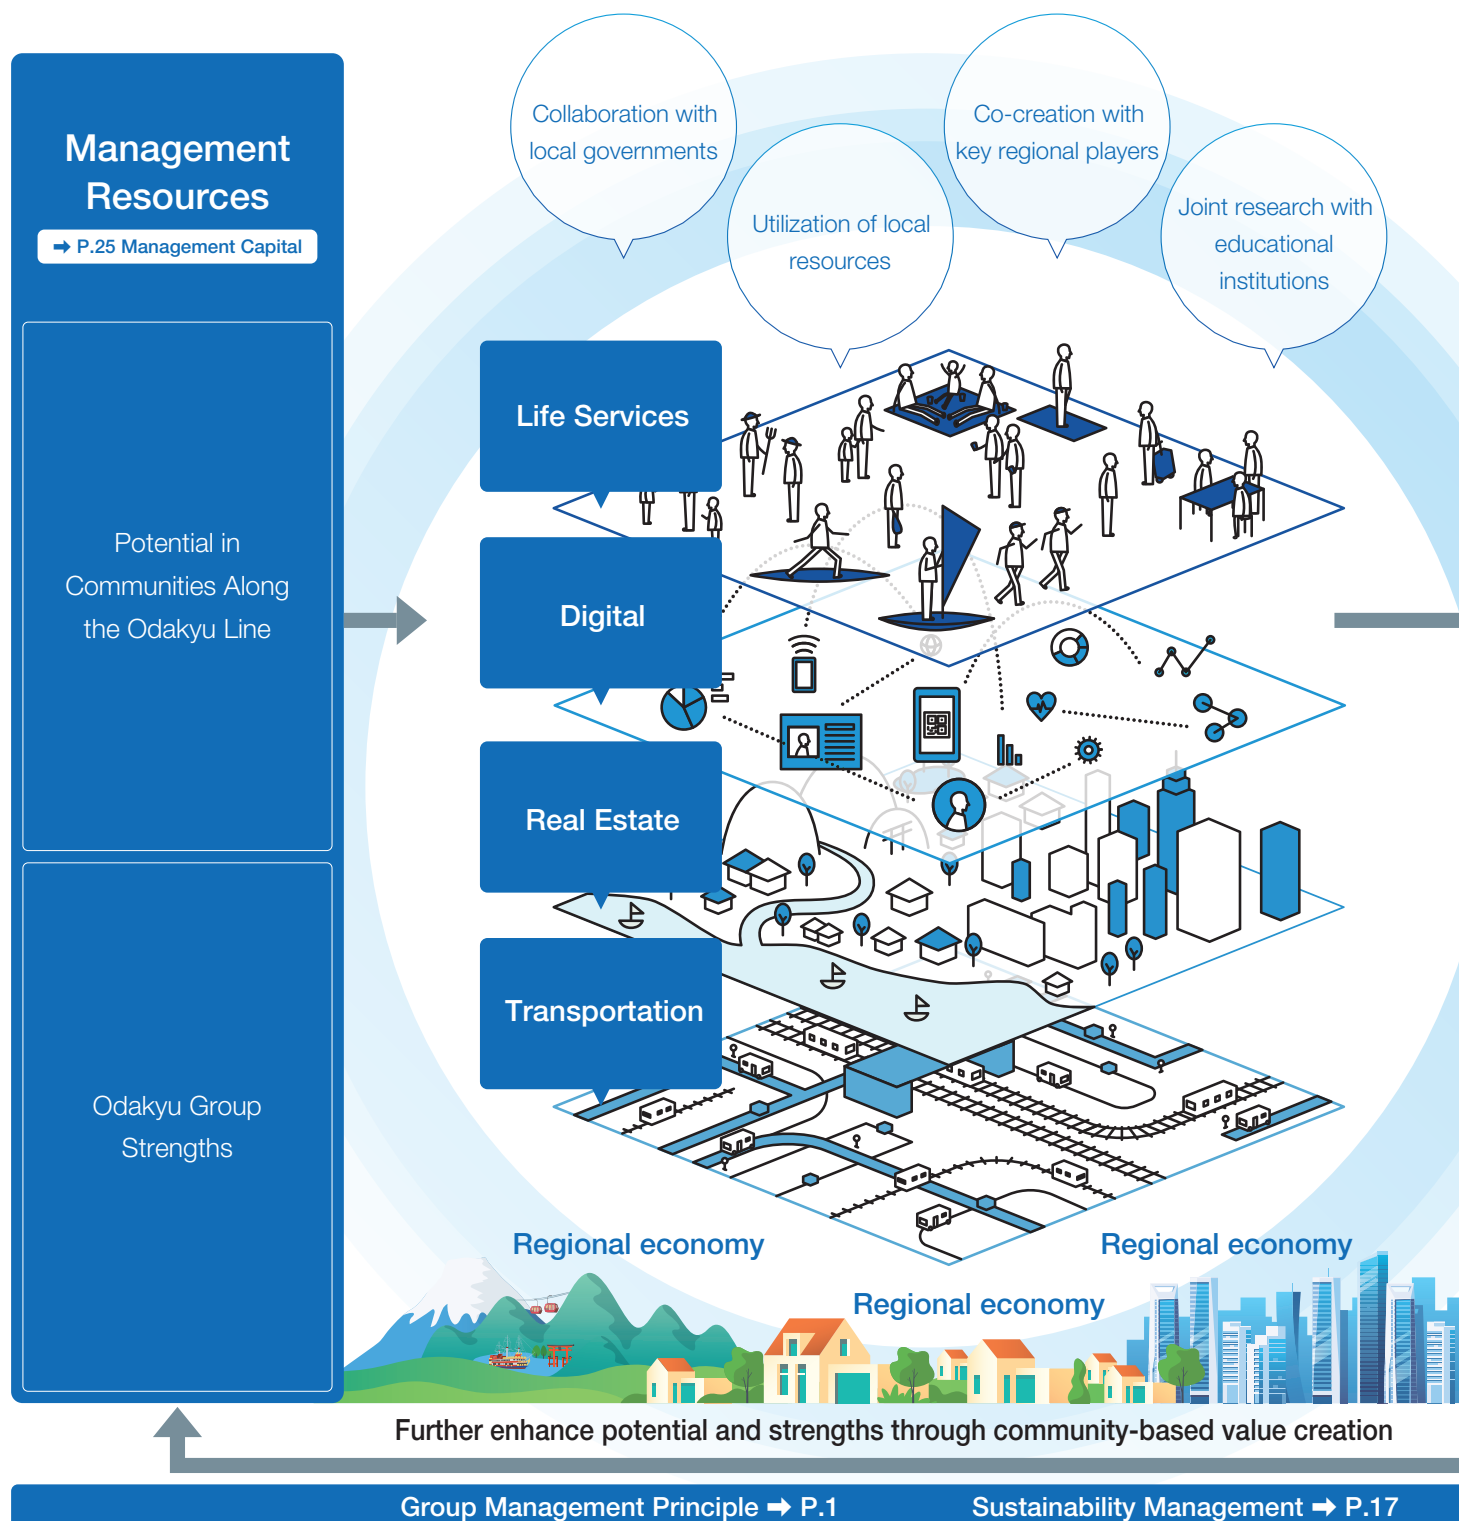 Management
Resources
➡ P.25 Management Capital
Potential in
Communities Along
the Odakyu Line
Odakyu Group
Strengths
Collaboration with
local governments
Utilization of local
resources
Co-creation with
key regional players
Joint research with
educational
institutions
Life Services
Digital
Real Estate
Transportation
Regional economy
Regional economy
Regional economy
Further enhance potential and strengths through community-based value creation
Group Management Principle ➡ P.1
Sustainability Management ➡ P.17